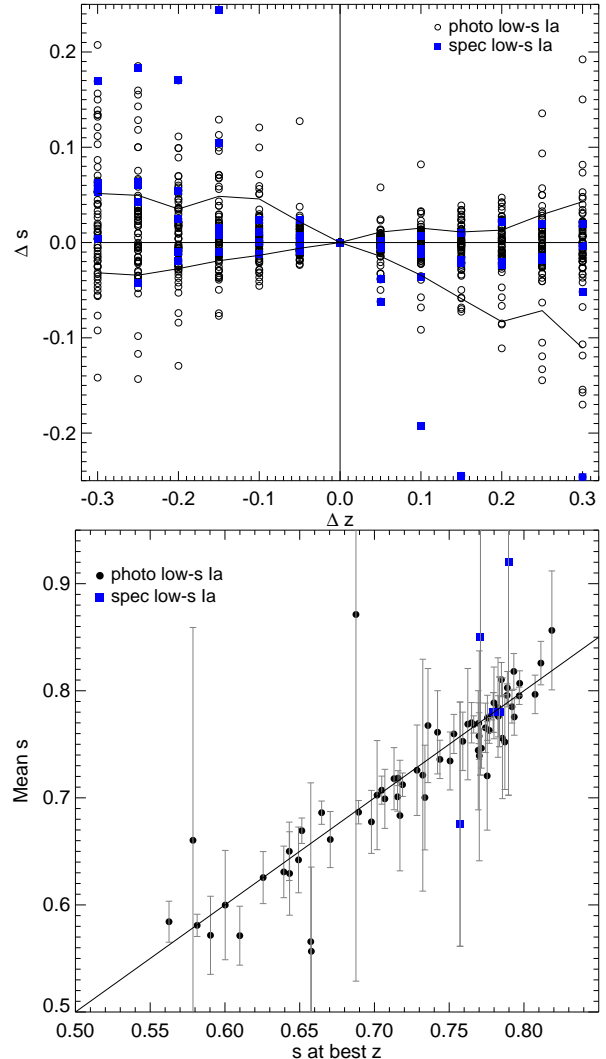 0.2
0.1
0.0
-0.1
-0.2
Δ s
photo low-s Ia
spec low-s Ia
-0.3 -0.2 -0.1 0.0 0.1 0.2 0.3
Δ z
0.9
0.8
0.7
0.6
0.5
Mean s
photo low-s Ia
spec low-s Ia
0.50 0.55 0.60 0.65 0.70 0.75 0.80
s at best z